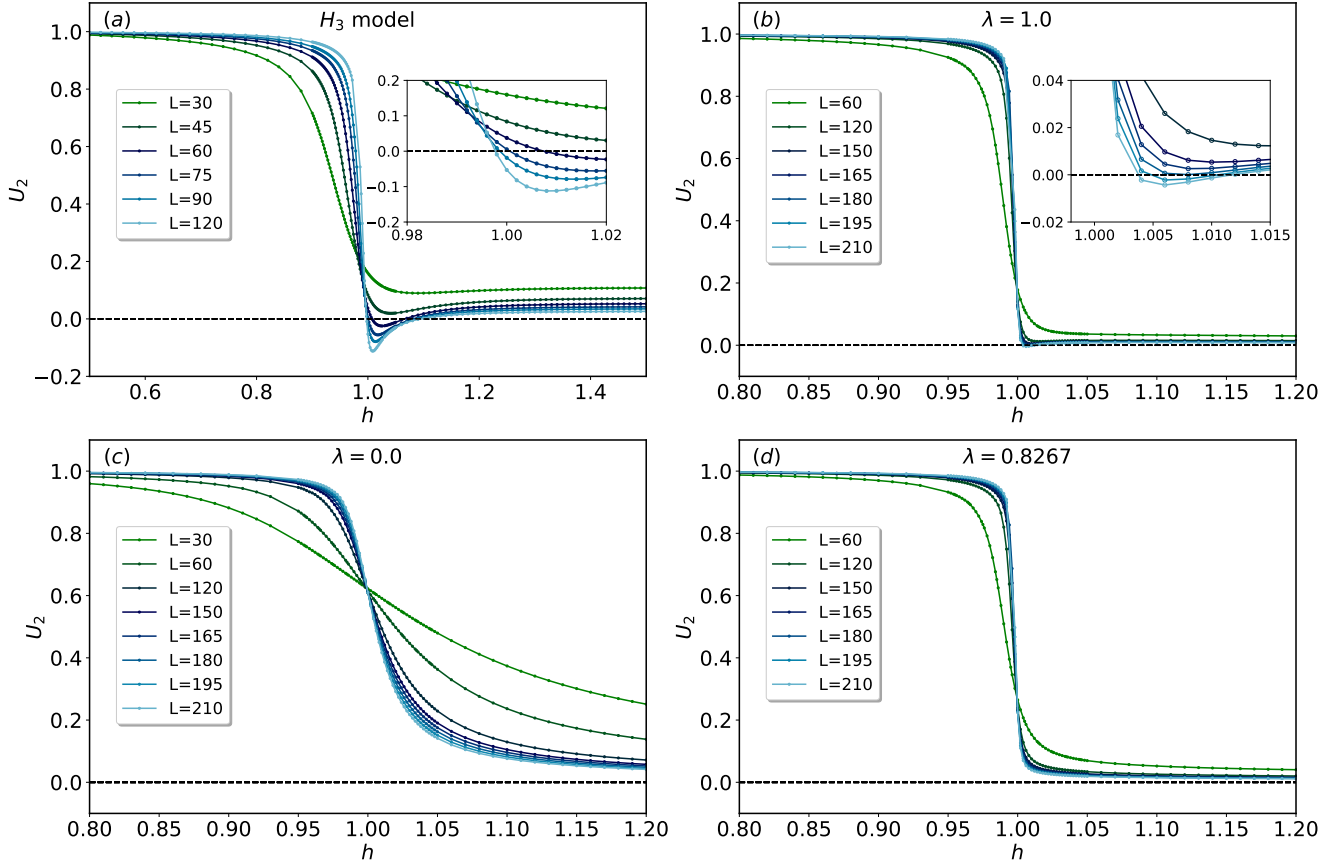 (a) H₃ model
1.0
0.8
0.6
0.4
0.2
0.0
−0.2
U₂
L=30
L=45
L=60
L=75
L=90
L=120
0.2
0.1
0.0
−0.1
−0.2
0.98 1.00 1.02
0.6 0.8 1.0 1.2 1.4
h
(b) λ = 1.0
1.0
0.8
0.6
0.4
0.2
0.0
U₂
L=60
L=120
L=150
L=165
L=180
L=195
L=210
0.04
0.02
0.00
−0.02
1.000 1.005 1.010 1.015
0.80 0.85 0.90 0.95 1.00 1.05 1.10 1.15 1.20
h
(c) λ = 0.0
1.0
0.8
0.6
0.4
0.2
0.0
U₂
L=30
L=60
L=120
L=150
L=165
L=180
L=195
L=210
0.80 0.85 0.90 0.95 1.00 1.05 1.10 1.15 1.20
h
(d) λ = 0.8267
1.0
0.8
0.6
0.4
0.2
0.0
U₂
L=60
L=120
L=150
L=165
L=180
L=195
L=210
0.80 0.85 0.90 0.95 1.00 1.05 1.10 1.15 1.20
h